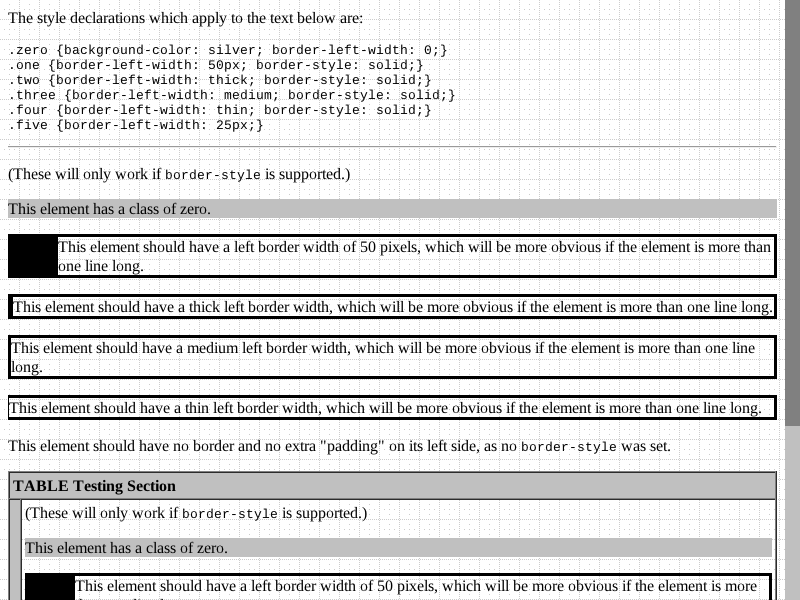 The style declarations which apply to the text below are:
.zero {background-color: silver; border-left-width: 0;}
.one {border-left-width: 50px; border-style: solid;}
.two {border-left-width: thick; border-style: solid;}
.three {border-left-width: medium; border-style: solid;}
.four {border-left-width: thin; border-style: solid;}
.five {border-left-width: 25px;}
(These will only work if border-style is supported.)
This element has a class of zero.
This element should have a left border width of 50 pixels, which will be more obvious if the element is more than
one line long.
This element should have a thick left border width, which will be more obvious if the element is more than one line long.
This element should have a medium left border width, which will be more obvious if the element is more than one line
long.
This element should have a thin left border width, which will be more obvious if the element is more than one line long.
This element should have no border and no extra "padding" on its left side, as no border-style was set.
TABLE Testing Section
(These will only work if border-style is supported.)
This element has a class of zero.
This element should have a left border width of 50 pixels, which will be more obvious if the element is more